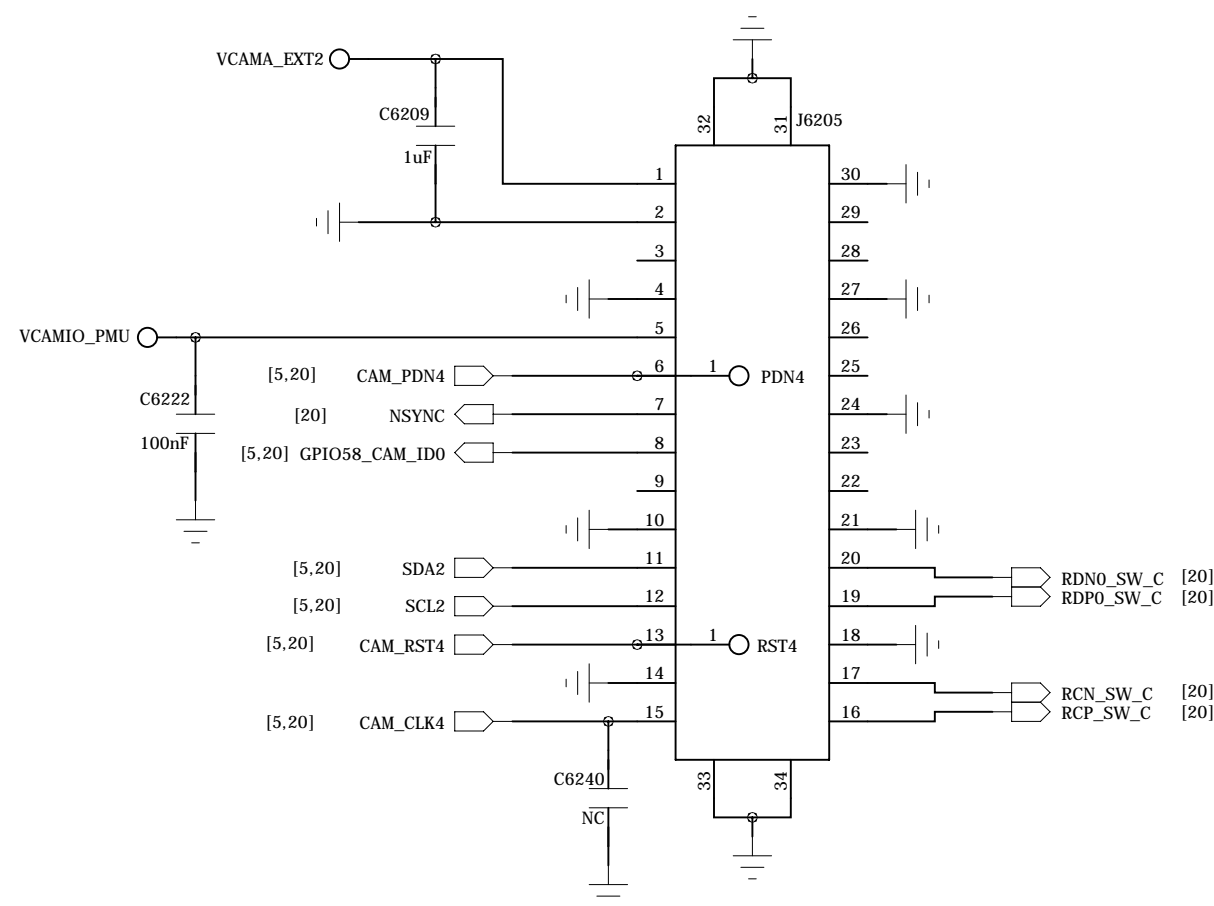 VCAMA_EXT2
C6209
1uF
32
31
J6205
1
30
2
29
3
28
4
27
VCAMIO_PMU
5
26
[5,20] CAM_PDN4
6
1
PDN4
25
C6222
100nF
[20] NSYNC
7
24
[5,20] GPIO58_CAM_ID0
8
23
9
22
10
21
[5,20] SDA2
11
20
RDN0_SW_C [20]
[5,20] SCL2
12
19
RDP0_SW_C [20]
[5,20] CAM_RST4
13
1
RST4
18
14
17
RCN_SW_C [20]
[5,20] CAM_CLK4
15
16
RCP_SW_C [20]
C6240
NC
33
34